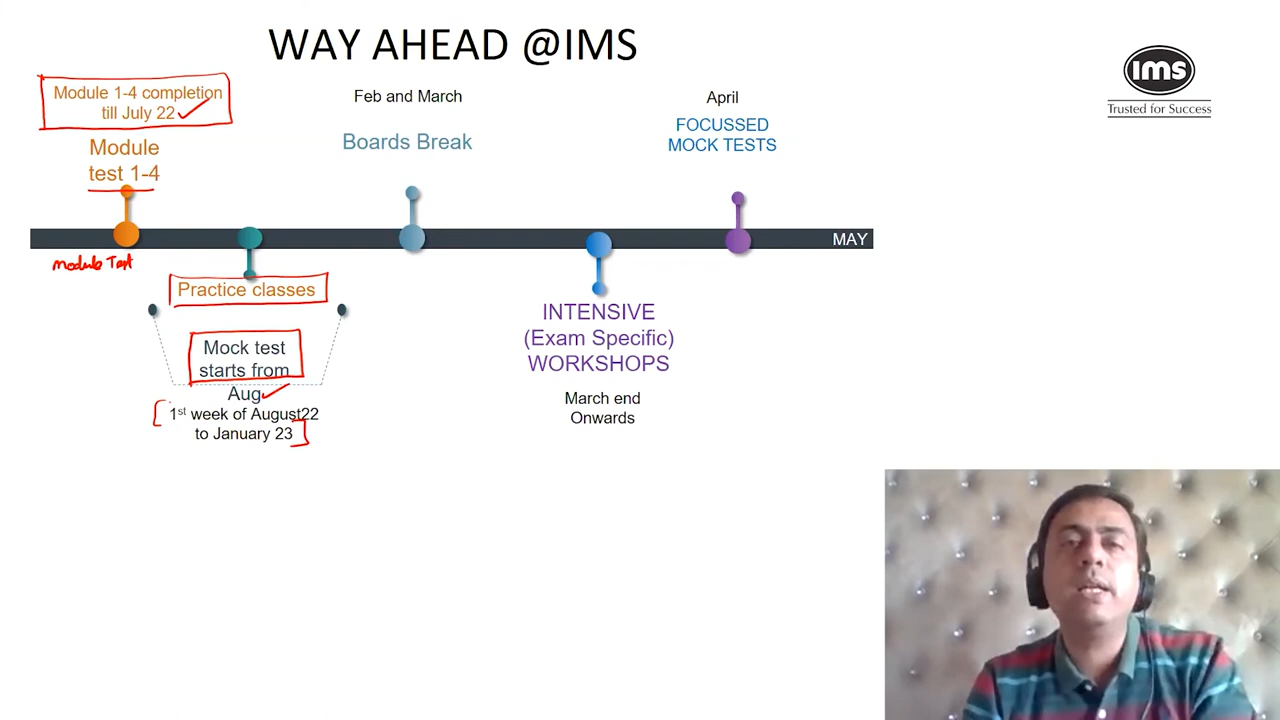 WAY AHEAD @IMS
ims
Trusted for Success
Module 1-4 completion
till July 22
Module
test 1-4
Feb and March
Boards Break
April
FOCUSSED
MOCK TESTS
MAY
module Test
Practice classes
Mock test
starts from
Aug
1st week of August22
to January 23
INTENSIVE
(Exam Specific)
WORKSHOPS
March end
Onwards